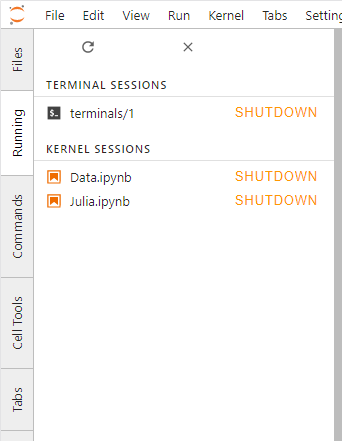 File Edit View Run Kernel Tabs Setting
Files
Running
Commands
Cell Tools
Tabs
TERMINAL SESSIONS
terminals/1 SHUTDOWN
KERNEL SESSIONS
Data.ipynb SHUTDOWN
Julia.ipynb SHUTDOWN